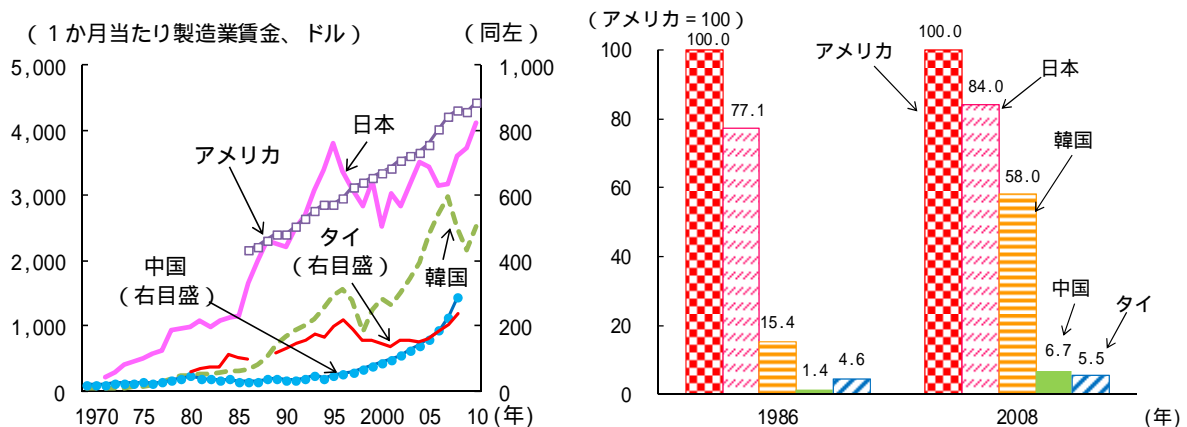 （１か月当たり製造業賃金、ドル）
（同左）
5,000
4,000
3,000
2,000
1,000
0
1,000
800
600
400
200
0
日本
アメリカ
タイ
（右目盛）
中国
（右目盛）
韓国
1970 75 80 85 90 95 2000 05 10 (年)
（アメリカ＝100）
100
80
60
40
20
0
アメリカ
日本
韓国
中国
タイ
100.0
77.1
15.4
1.4
4.6
100.0
84.0
58.0
6.7
5.5
1986 2008 (年)